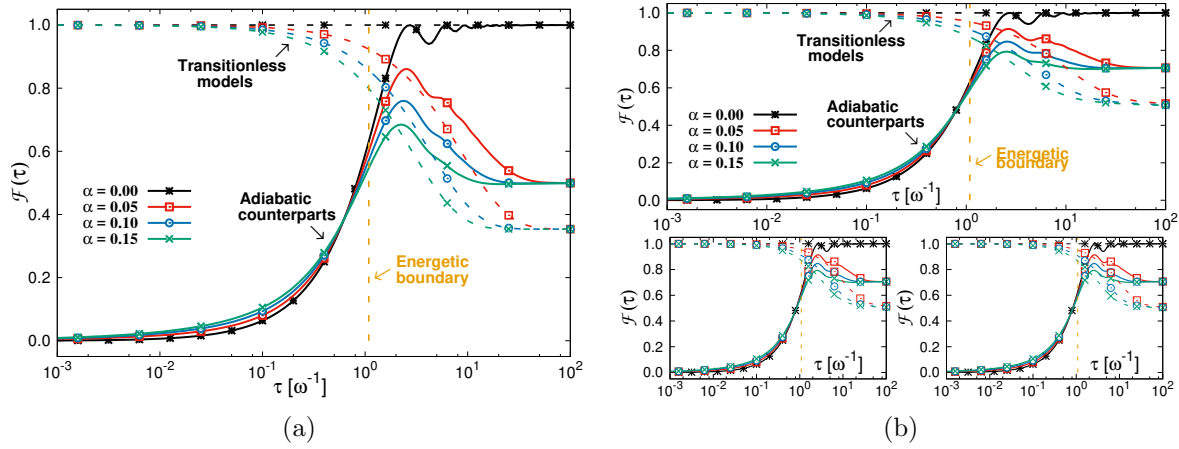 1.0
0.8
0.6
0.4
0.2
0.0
ℱ(τ)
Transitionless
models
Adiabatic
counterparts
α = 0.00
α = 0.05
α = 0.10
α = 0.15
Energetic
boundary
10⁻³ 10⁻² 10⁻¹ 10⁰ 10¹ 10²
τ [ω⁻¹]
(a)
1.0
0.8
0.6
0.4
0.2
0.0
ℱ(τ)
Transitionless
models
Adiabatic
counterparts
α = 0.00
α = 0.05
α = 0.10
α = 0.15
Energetic
boundary
10⁻³ 10⁻² 10⁻¹ 10⁰ 10¹ 10²
τ [ω⁻¹]
1.0
0.8
0.6
0.4
0.2
0.0
ℱ(τ)
τ [ω⁻¹]
10⁻³ 10⁻² 10⁻¹ 10⁰ 10¹ 10²
1.0
0.8
0.6
0.4
0.2
0.0
ℱ(τ)
τ [ω⁻¹]
10⁻³ 10⁻² 10⁻¹ 10⁰ 10¹ 10²
(b)